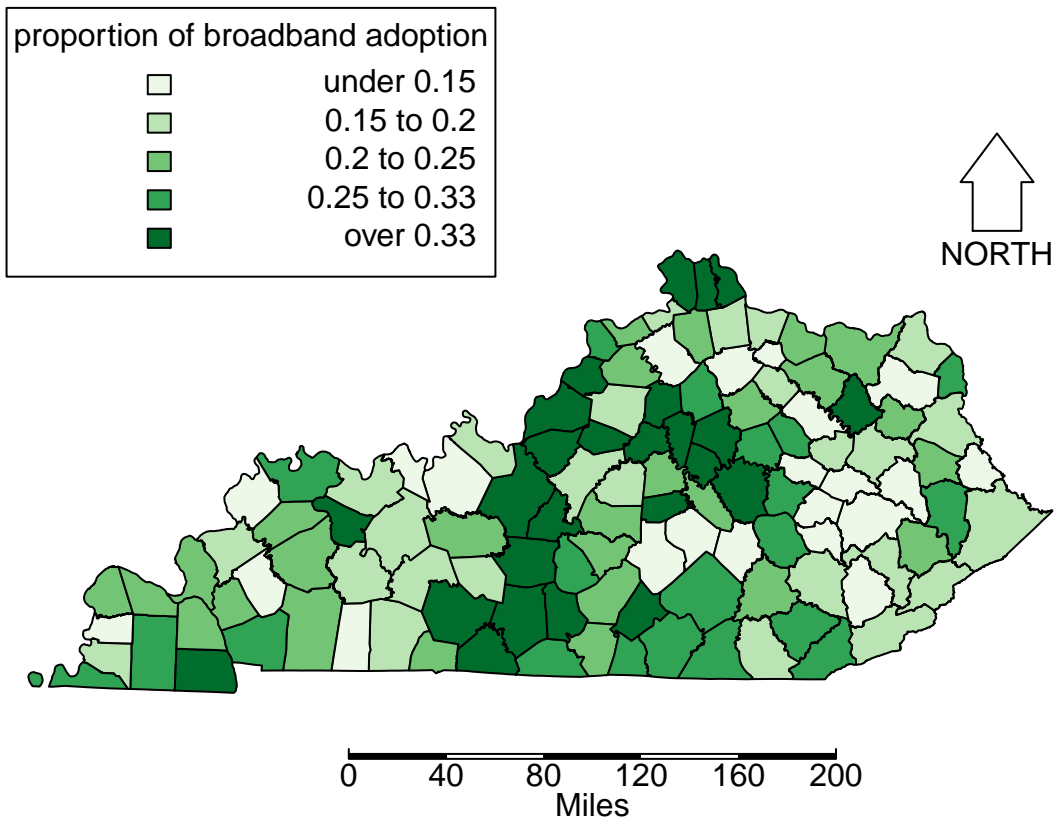 proportion of broadband adoption
under 0.15
0.15 to 0.2
0.2 to 0.25
0.25 to 0.33
over 0.33
NORTH
0 40 80 120 160 200
Miles